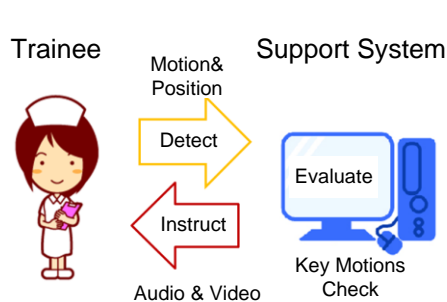 Trainee
Support System
Motion&
Position
Detect
Evaluate
Instruct
Key Motions
Check
Audio & Video